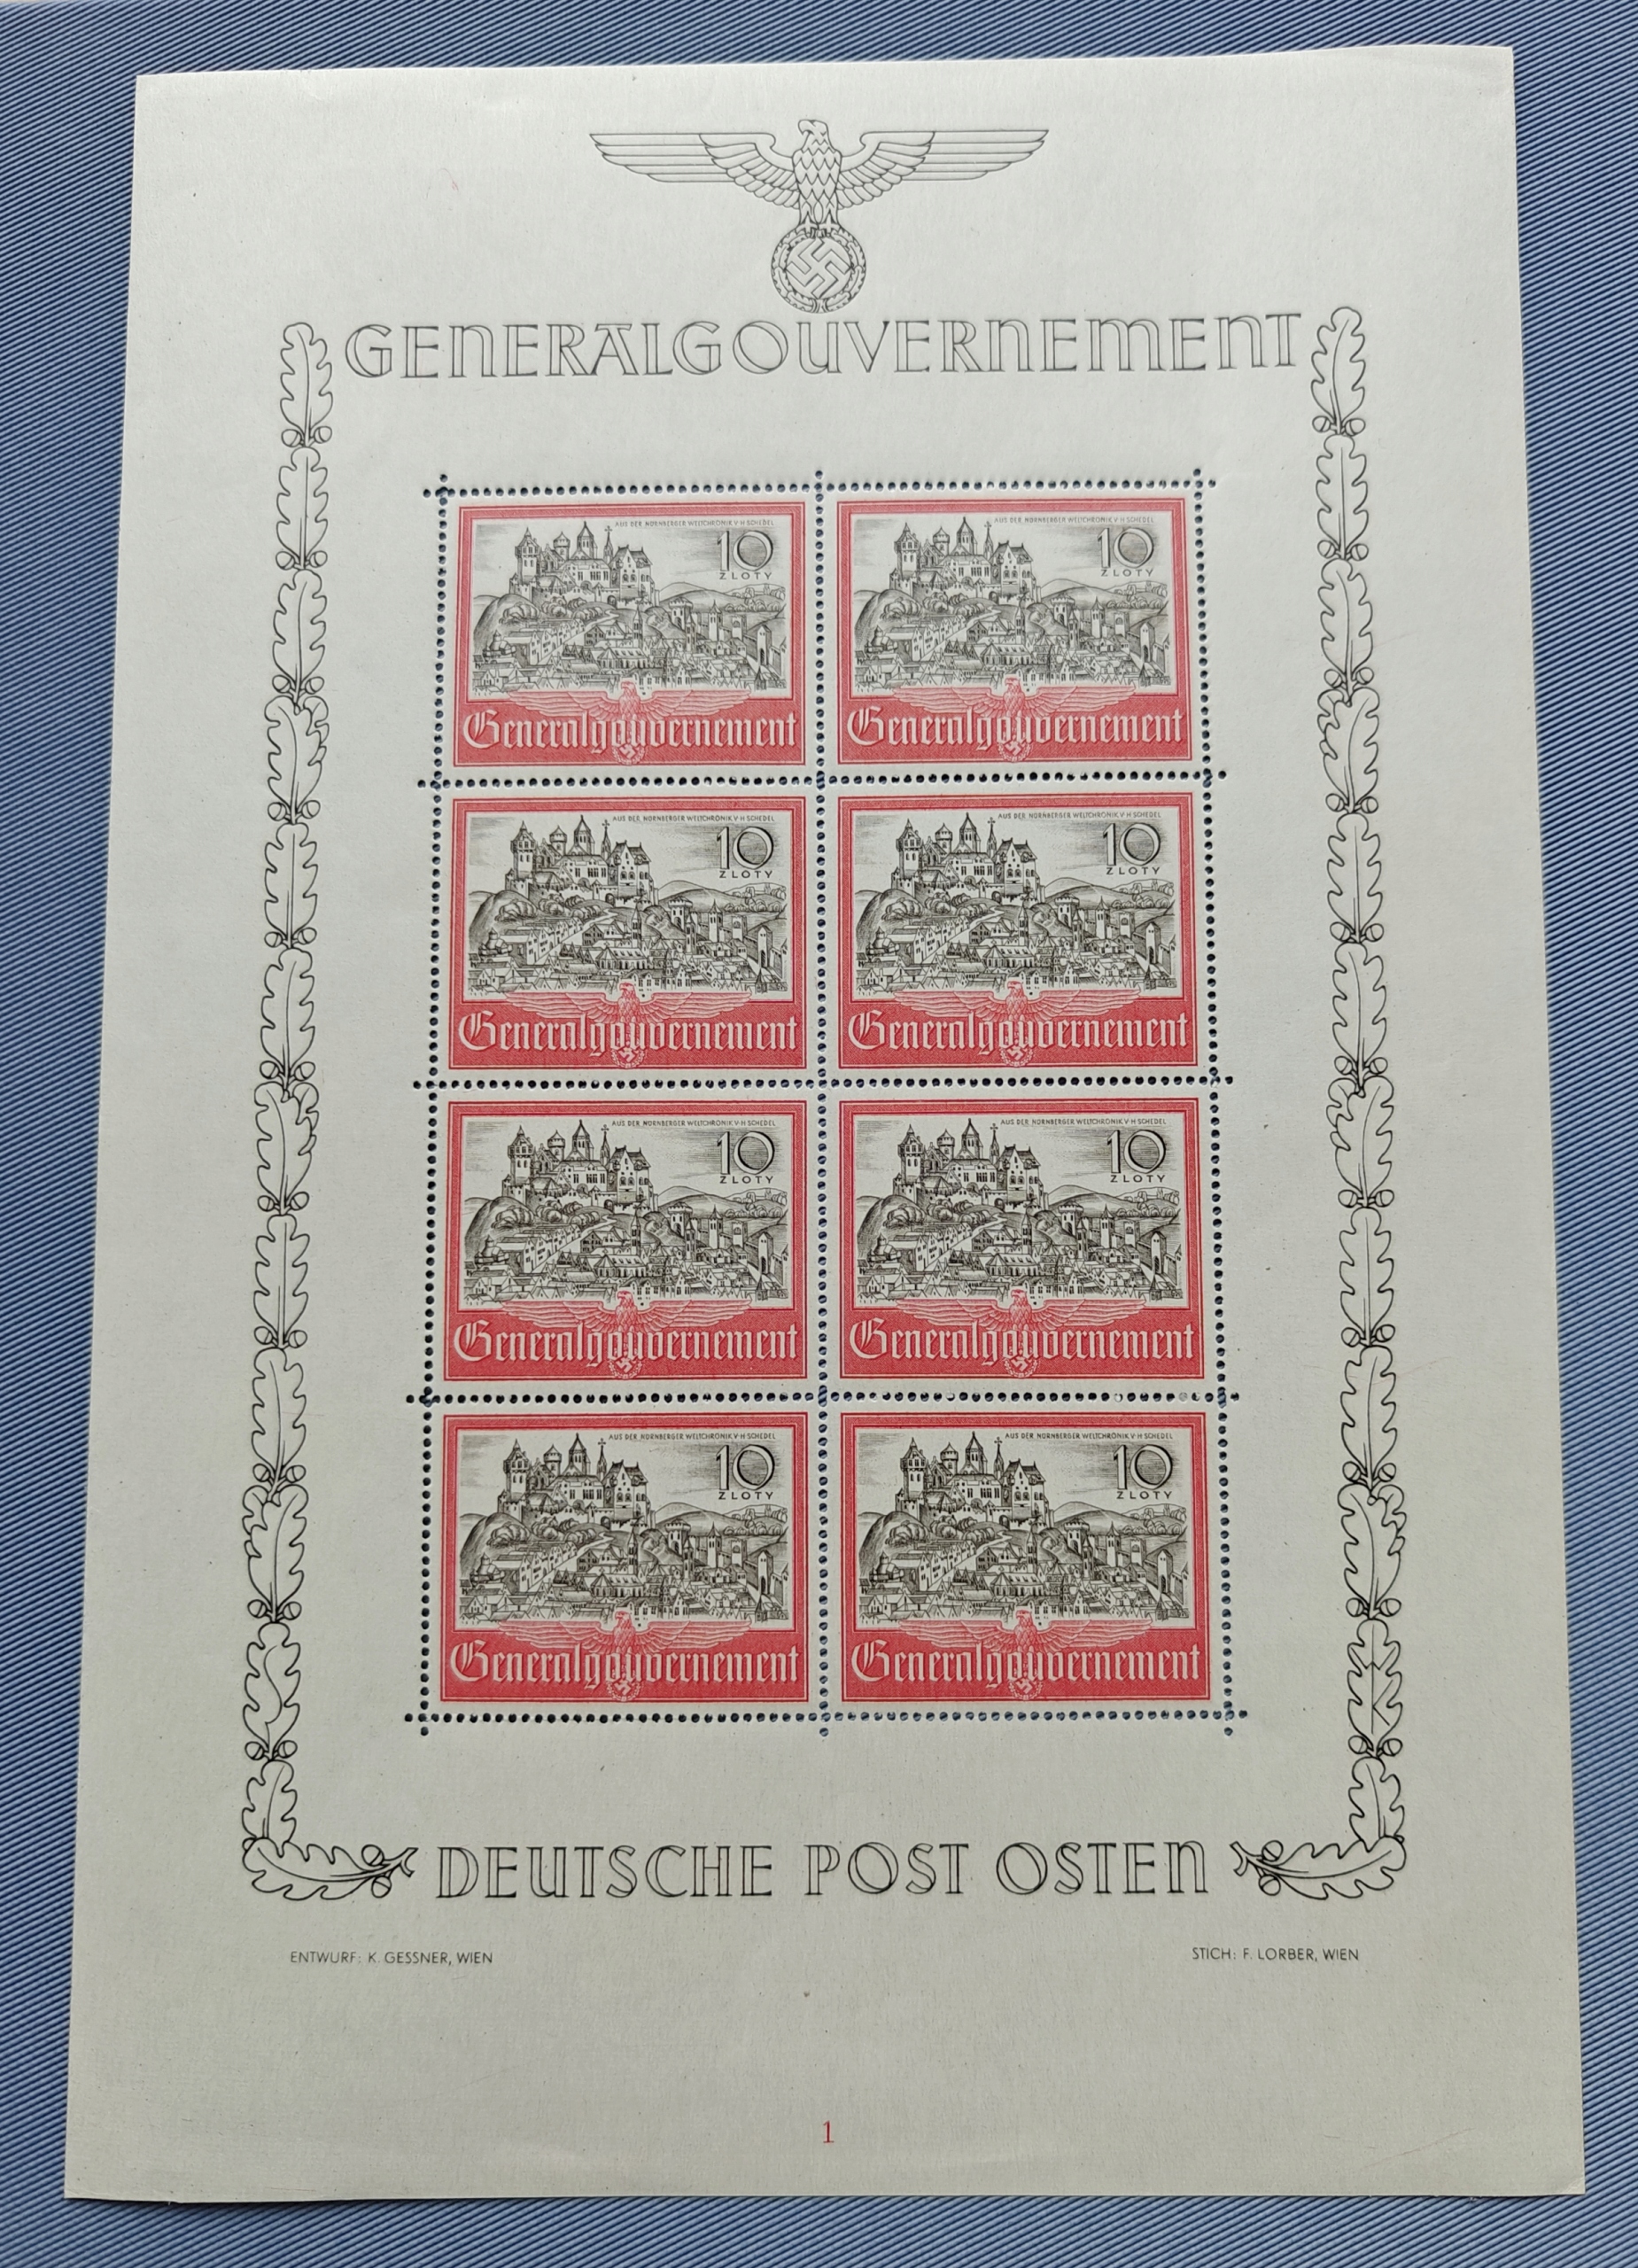 GENERALGOUVERNEMENT
AUS DER NÜRNBERGER WELTCHRONIK V·H·SCHEDEL
10
ZLOTY
Generalgouvernement
AUS DER NÜRNBERGER WELTCHRONIK V·H·SCHEDEL
10
ZLOTY
Generalgouvernement
AUS DER NÜRNBERGER WELTCHRONIK V·H·SCHEDEL
10
ZLOTY
Generalgouvernement
AUS DER NÜRNBERGER WELTCHRONIK V·H·SCHEDEL
10
ZLOTY
Generalgouvernement
AUS DER NÜRNBERGER WELTCHRONIK V·H·SCHEDEL
10
ZLOTY
Generalgouvernement
AUS DER NÜRNBERGER WELTCHRONIK V·H·SCHEDEL
10
ZLOTY
Generalgouvernement
AUS DER NÜRNBERGER WELTCHRONIK V·H·SCHEDEL
10
ZLOTY
Generalgouvernement
AUS DER NÜRNBERGER WELTCHRONIK V·H·SCHEDEL
10
ZLOTY
Generalgouvernement
DEUTSCHE POST OSTEN
ENTWURF: K. GESSNER, WIEN
STICH: F. LORBER, WIEN
1